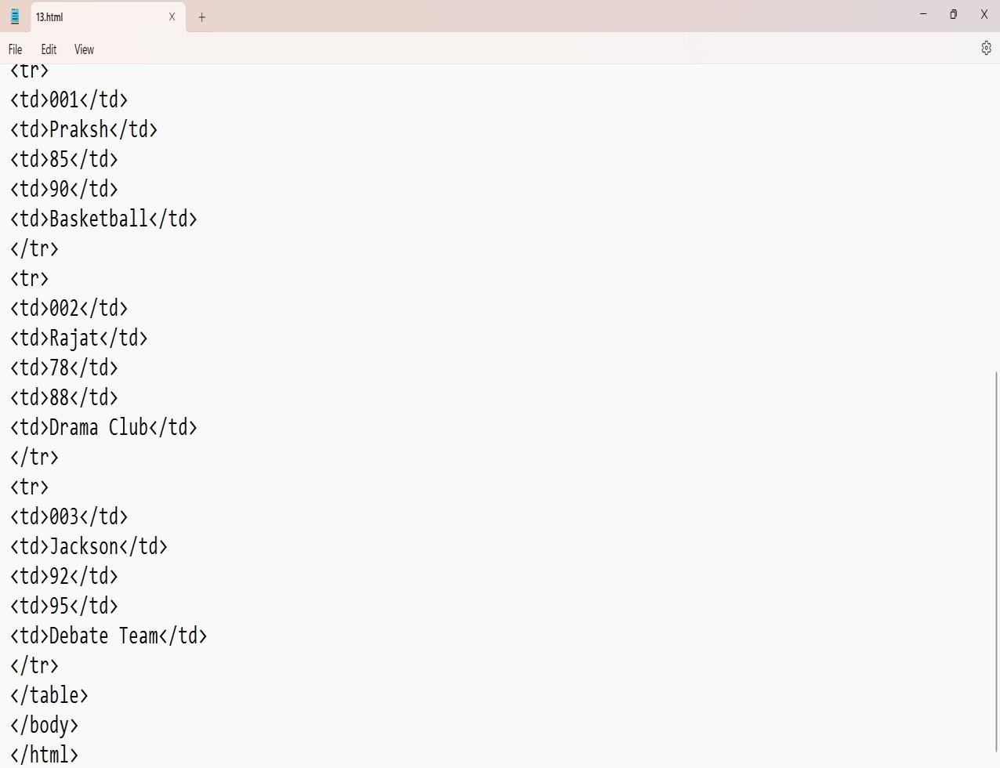 13.html
File Edit View
<tr>
<td>001</td>
<td>Praksh</td>
<td>85</td>
<td>90</td>
<td>Basketball</td>
</tr>
<tr>
<td>002</td>
<td>Rajat</td>
<td>78</td>
<td>88</td>
<td>Drama Club</td>
</tr>
<tr>
<td>003</td>
<td>Jackson</td>
<td>92</td>
<td>95</td>
<td>Debate Team</td>
</tr>
</table>
</body>
</html>